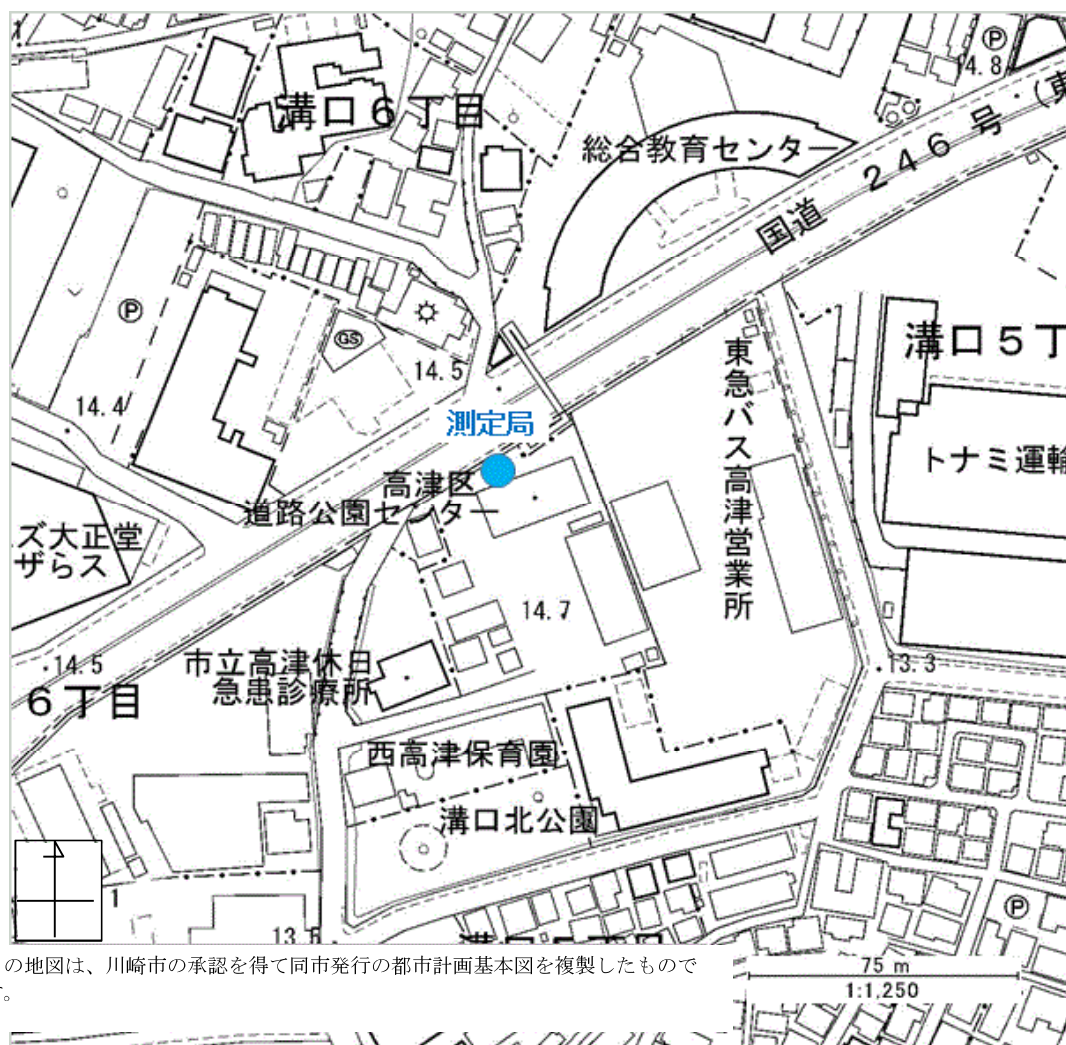 14.8
溝口6丁目
総合教育センター
国道246号(東
P
GS
14.5
14.4
溝口5丁
東急バス高津営業所
トナミ運輸
測定局
高津区
道路公園センター
ズ大正堂
ザらス
14.7
14.5
6丁目
市立高津休日
急患診療所
13.3
西高津保育園
溝口北公園
P
1
13.5
の地図は、川崎市の承認を得て同市発行の都市計画基本図を複製したもので
。
75 m
1:1,250